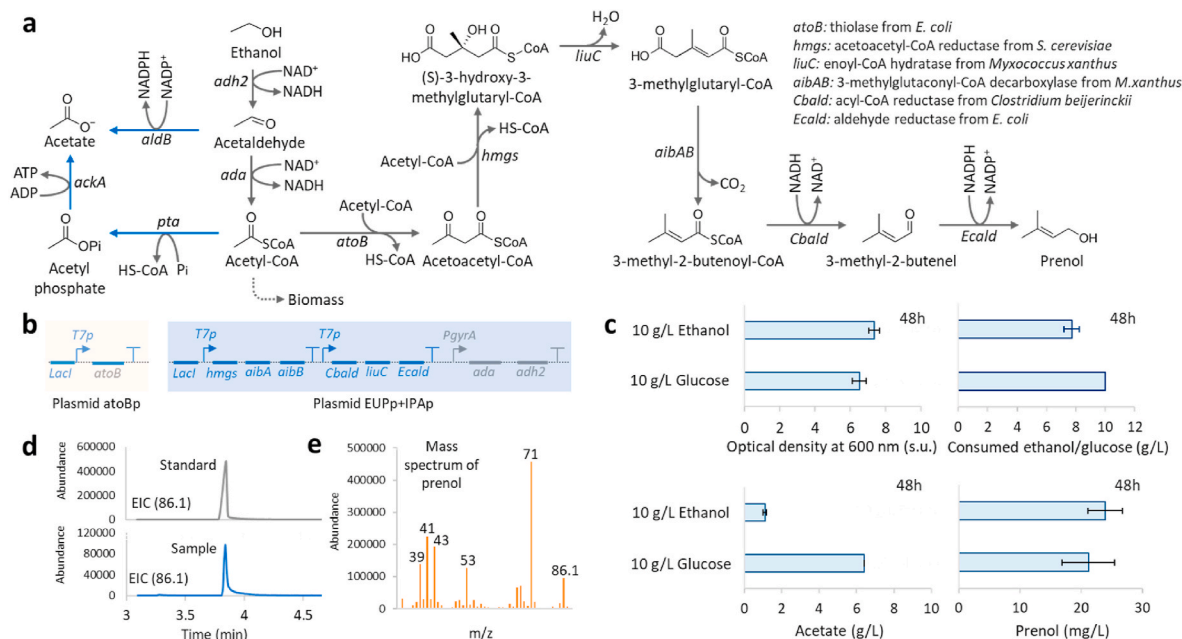 a
Ethanol
adh2
NAD⁺
NADH
NADPH
NADP⁺
O
O⁻
Acetate
aldB
O
Acetaldehyde
ATP
ADP
ackA
ada
NAD⁺
NADH
O
OPi
Acetyl
phosphate
pta
HS-CoA
Pi
O
SCoA
Acetyl-CoA
Biomass
Acetyl-CoA
atoB
HS-CoA
O
O
SCoA
Acetoacetyl-CoA
Acetyl-CoA
HS-CoA
hmgs
O
OH
O
HO
S-CoA
(S)-3-hydroxy-3-
methylglutaryl-CoA
H₂O
liuC
O
O
HO
SCoA
3-methylglutaryl-CoA
aibAB
CO₂
O
SCoA
3-methyl-2-butenoyl-CoA
NADH
NAD⁺
Cbald
O
3-methyl-2-butenel
NADPH
NADP⁺
Ecald
OH
Prenol
atoB: thiolase from E. coli
hmgs: acetoacetyl-CoA reductase from S. cerevisiae
liuC: enoyl-CoA hydratase from Myxococcus xanthus
aibAB: 3-methylglutaconyl-CoA decarboxylase from M.xanthus
Cbald: acyl-CoA reductase from Clostridium beijerinckii
Ecald: aldehyde reductase from E. coli
b
T7p
LacI
atoB
Plasmid atoBp
T7p
T7p
PgyrA
LacI
hmgs
aibA
aibB
Cbald
liuC
Ecald
ada
adh2
Plasmid EUPp+IPAp
c
48h
10 g/L Ethanol
10 g/L Glucose
0 2 4 6 8 10
Optical density at 600 nm (s.u.)
48h
0 2 4 6 8 10 12
Consumed ethanol/glucose (g/L)
48h
10 g/L Ethanol
10 g/L Glucose
0 2 4 6 8 10
Acetate (g/L)
48h
0 10 20 30
Prenol (mg/L)
d
Abundance
600000
400000
200000
0
Standard
EIC (86.1)
Abundance
120000
80000
40000
0
Sample
EIC (86.1)
3 3.5 4 4.5
Time (min)
e
Mass
spectrum of
prenol
Abundance
500000
400000
300000
200000
100000
0
39
41
43
53
71
86.1
m/z